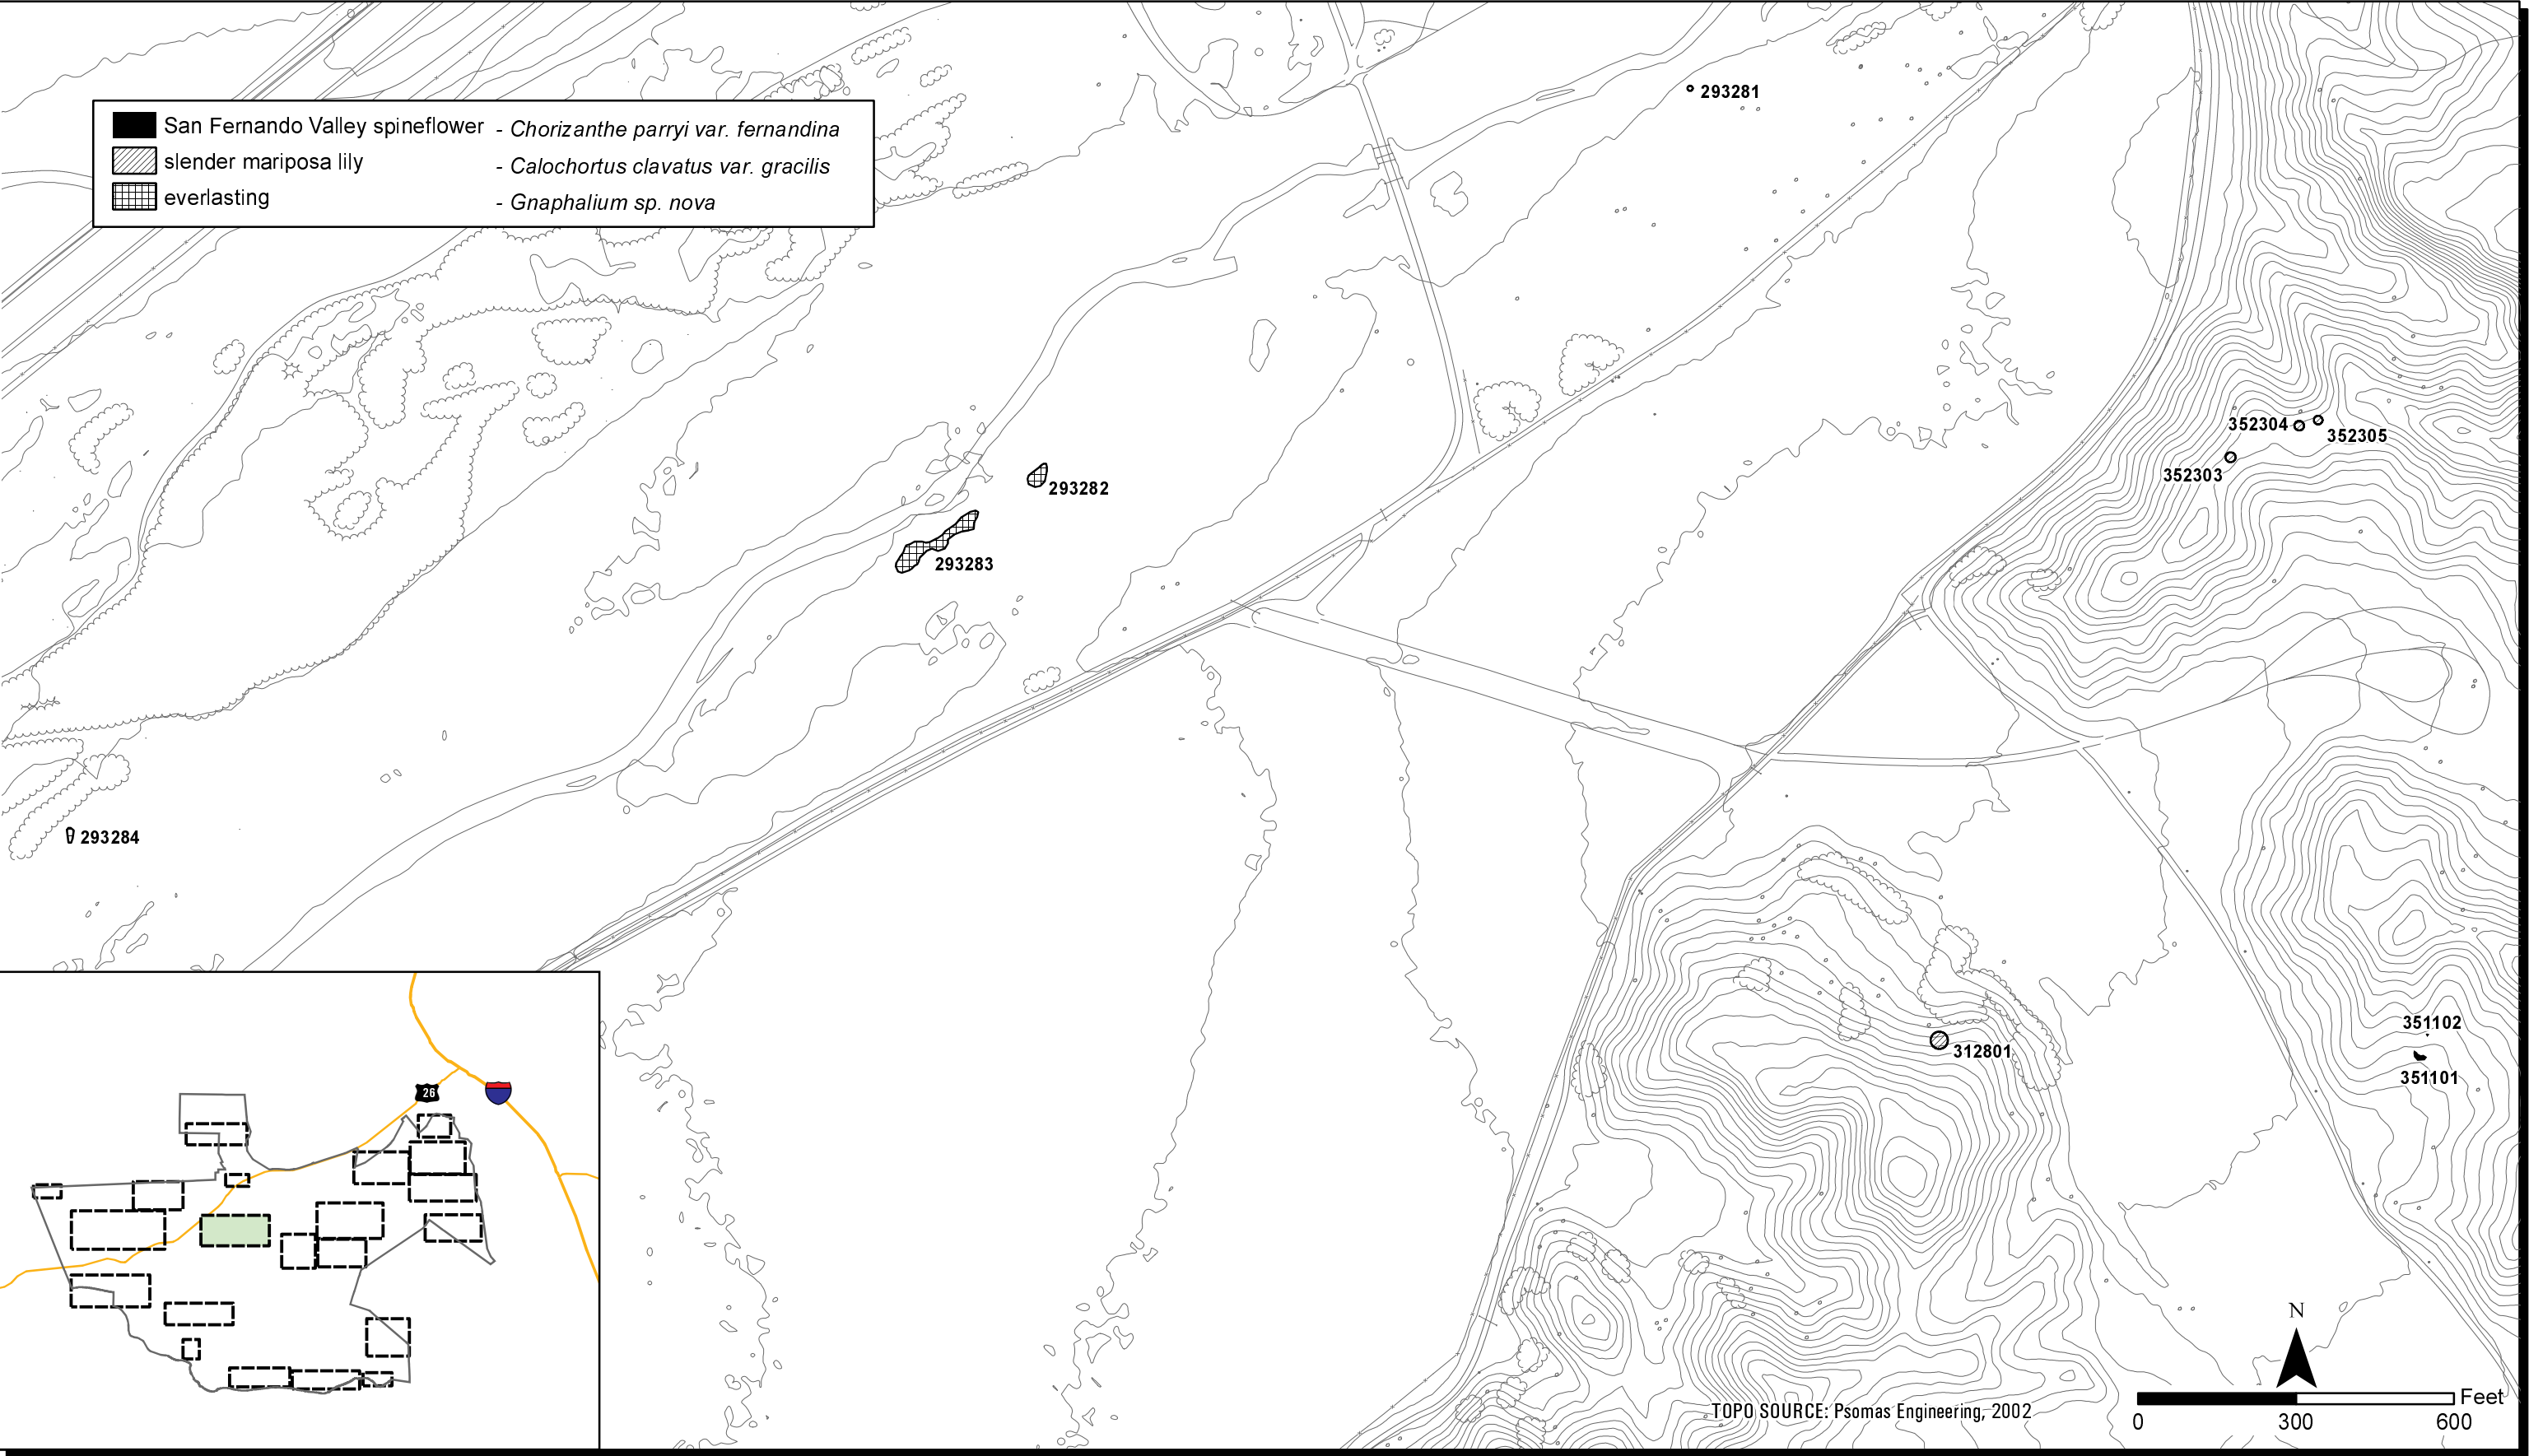 293281
San Fernando Valley spineflower - Chorizanthe parryi var. fernandina
slender mariposa lily - Calochortus clavatus var. gracilis
everlasting - Gnaphalium sp. nova
352304
352305
352303
293282
293283
293284
351102
312801
351101
26
N
TOPO SOURCE: Psomas Engineering, 2002
Feet
0 300 600